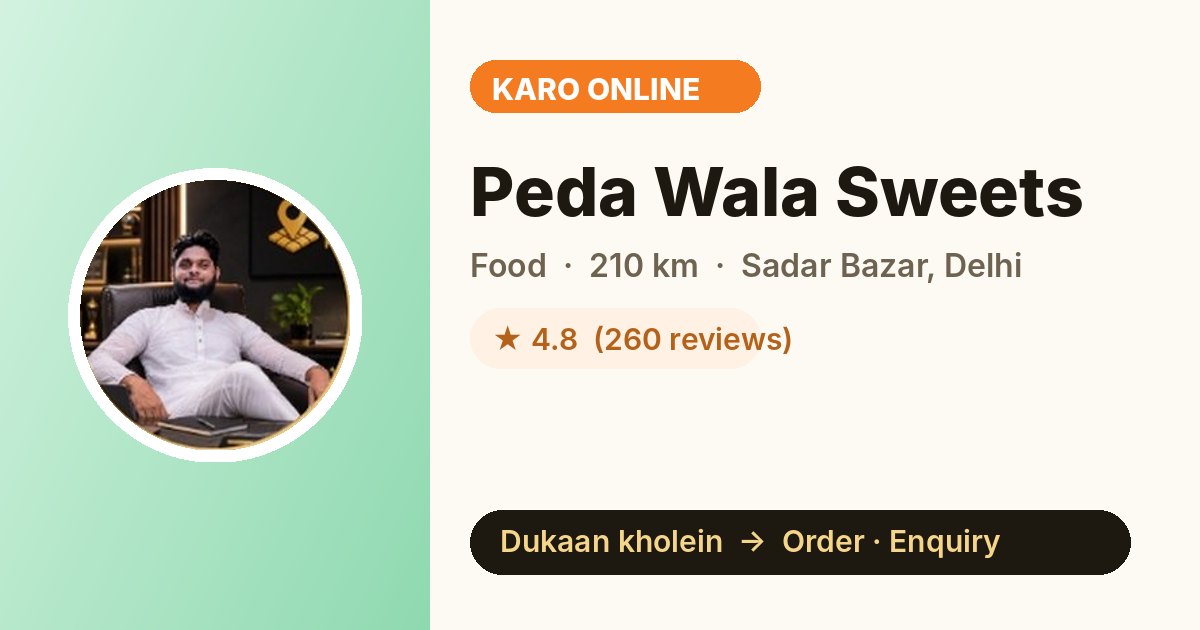 KARO ONLINE
Peda Wala Sweets
Food · 210 km · Sadar Bazar, Delhi
★ 4.8 (260 reviews)
Dukaan kholein → Order · Enquiry